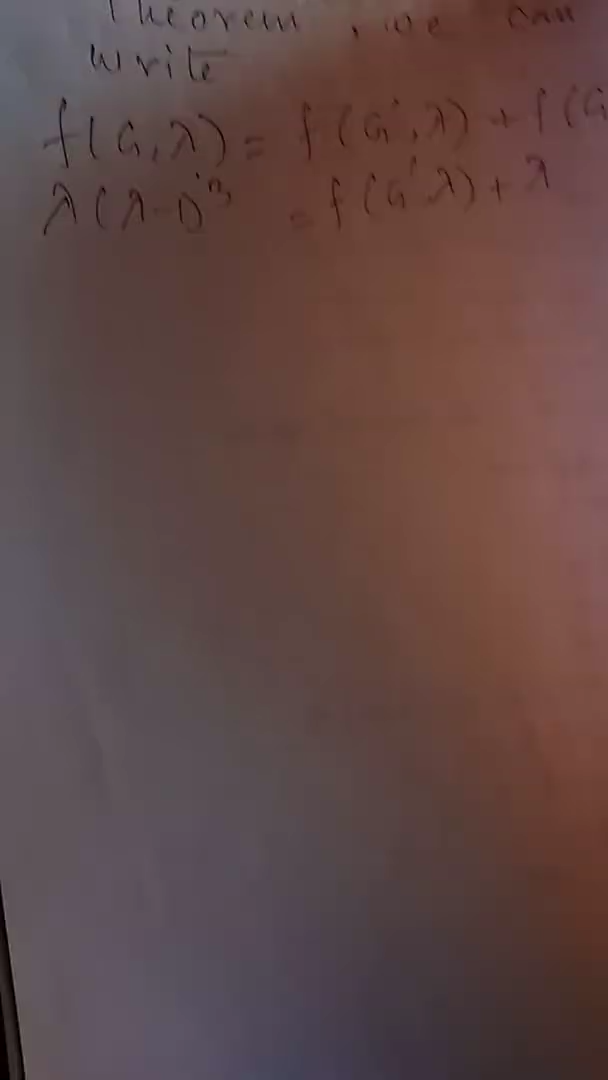 Theorem, we can
write
f(G,λ) = f(G',λ) + f(G
λ(λ-1)^3 = f(G'λ) + λ